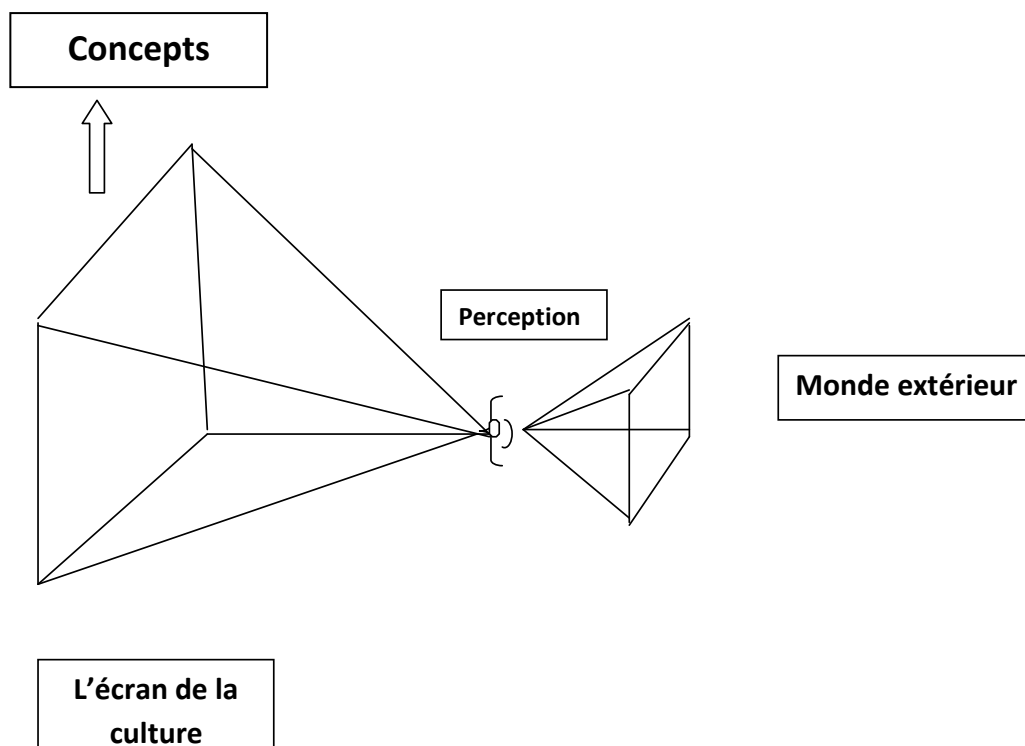 Concepts
Perception
Monde extérieur
L’écran de la
culture